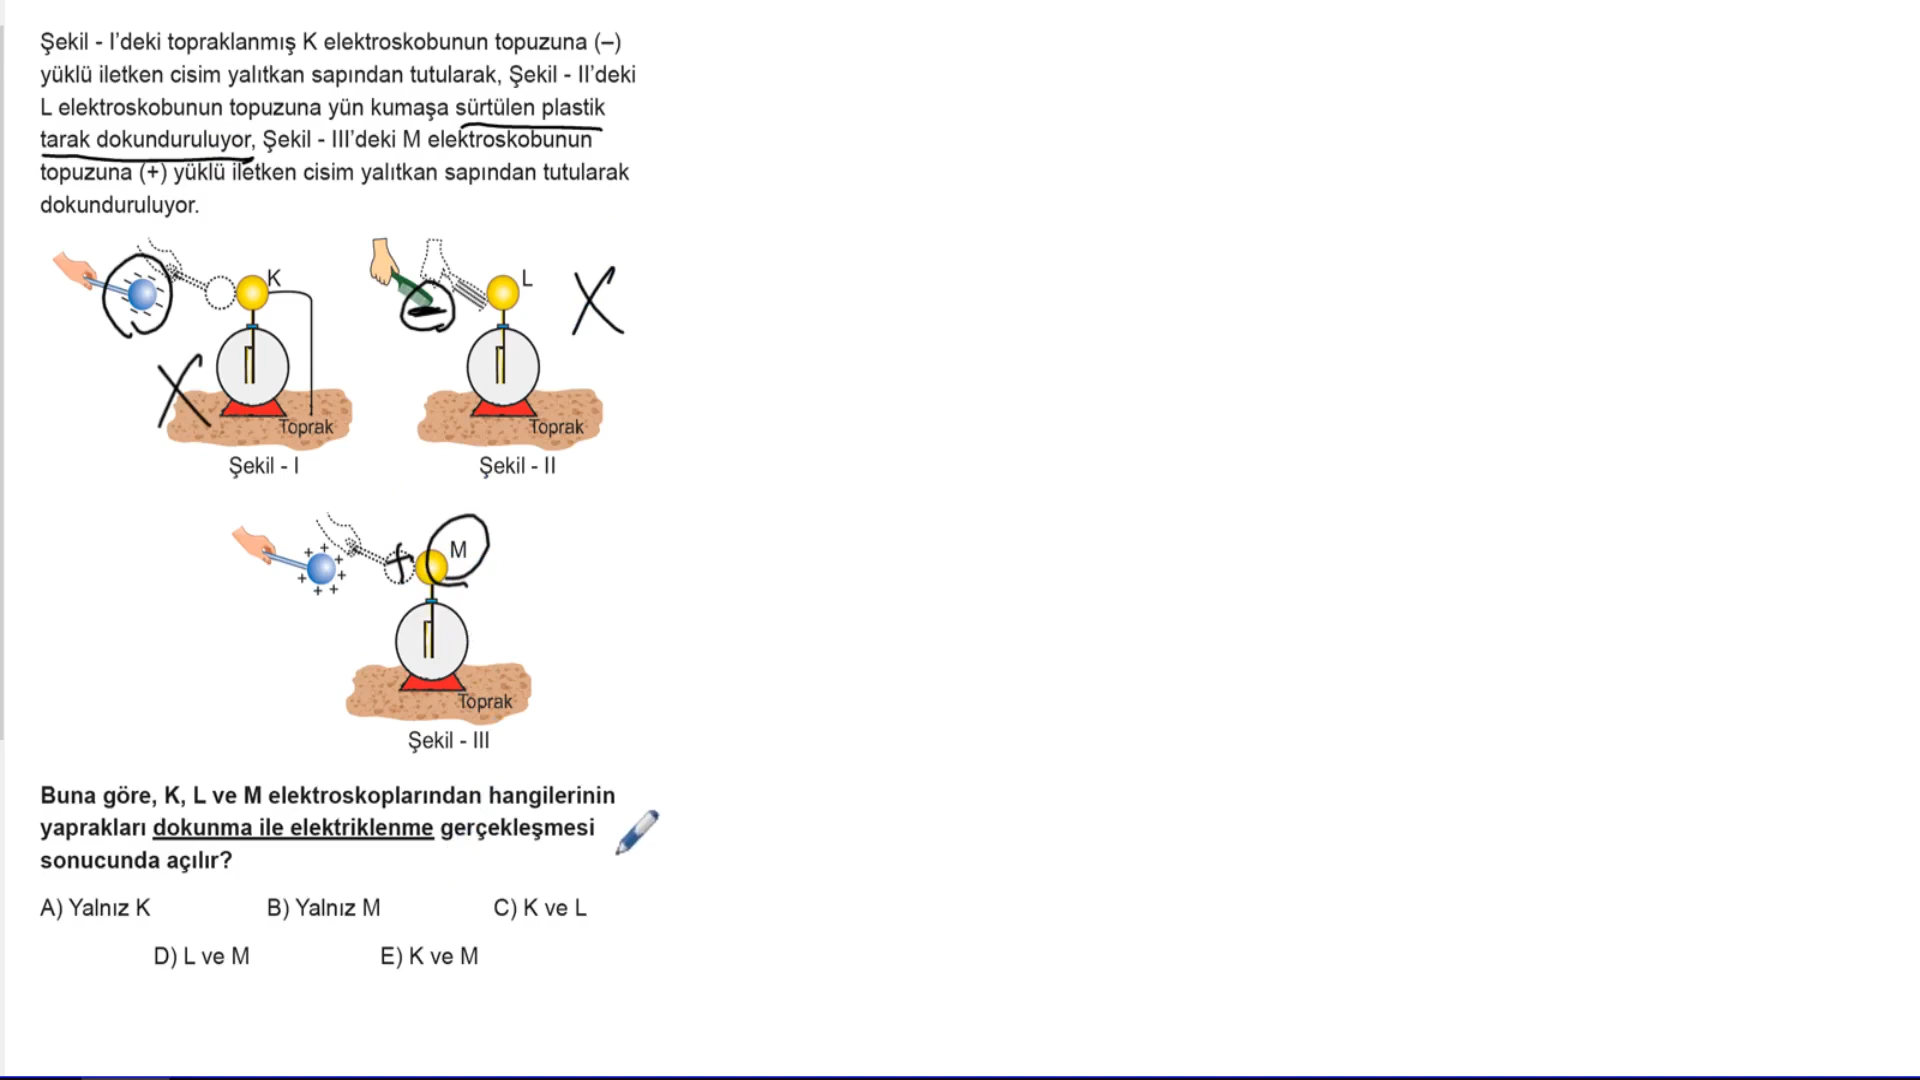 Şekil - I'deki topraklanmış K elektroskobunun topuzuna (–)
yüklü iletken cisim yalıtkan sapından tutularak, Şekil - II'deki
L elektroskobunun topuzuna yün kumaşa sürtülen plastik
tarak dokunduruluyor, Şekil - III'deki M elektroskobunun
topuzuna (+) yüklü iletken cisim yalıtkan sapından tutularak
dokunduruluyor.
K
L
Toprak
Toprak
Şekil - I
Şekil - II
M
Toprak
Şekil - III
Buna göre, K, L ve M elektroskoplarından hangilerinin
yaprakları dokunma ile elektriklenme gerçekleşmesi
sonucunda açılır?
A) Yalnız K
B) Yalnız M
C) K ve L
D) L ve M
E) K ve M